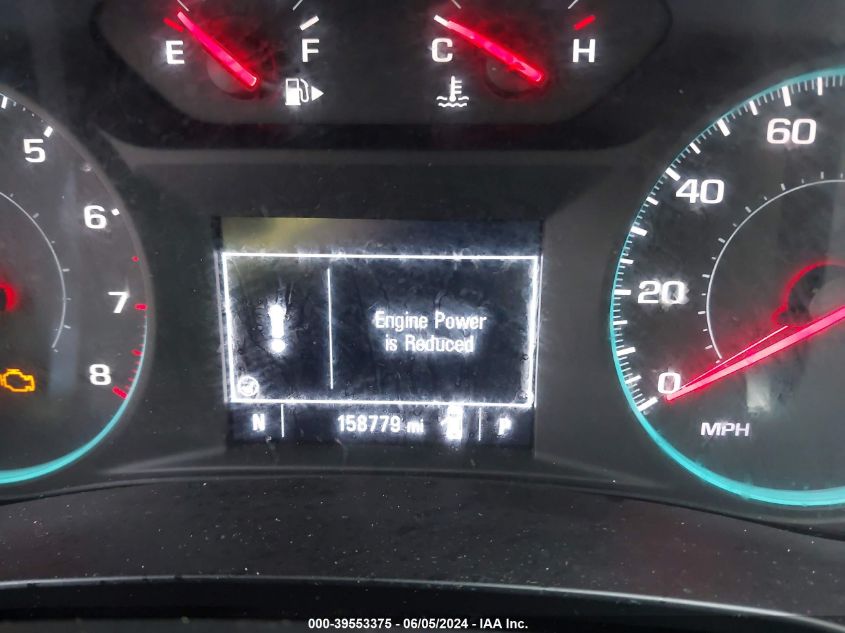 E F C H
5
6
7
8
60
40
20
0
MPH
Engine Power
is Reduced
N 158779 mi P
000-39553375 - 06/05/2024 - IAA Inc.